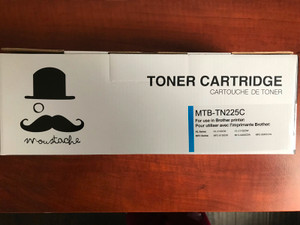 TONER CARTRIDGE
CARTOUCHE DE TONER
MTB-TN225C
For use in Brother printer:
Pour utiliser avec l'imprimante Brother:
moustache